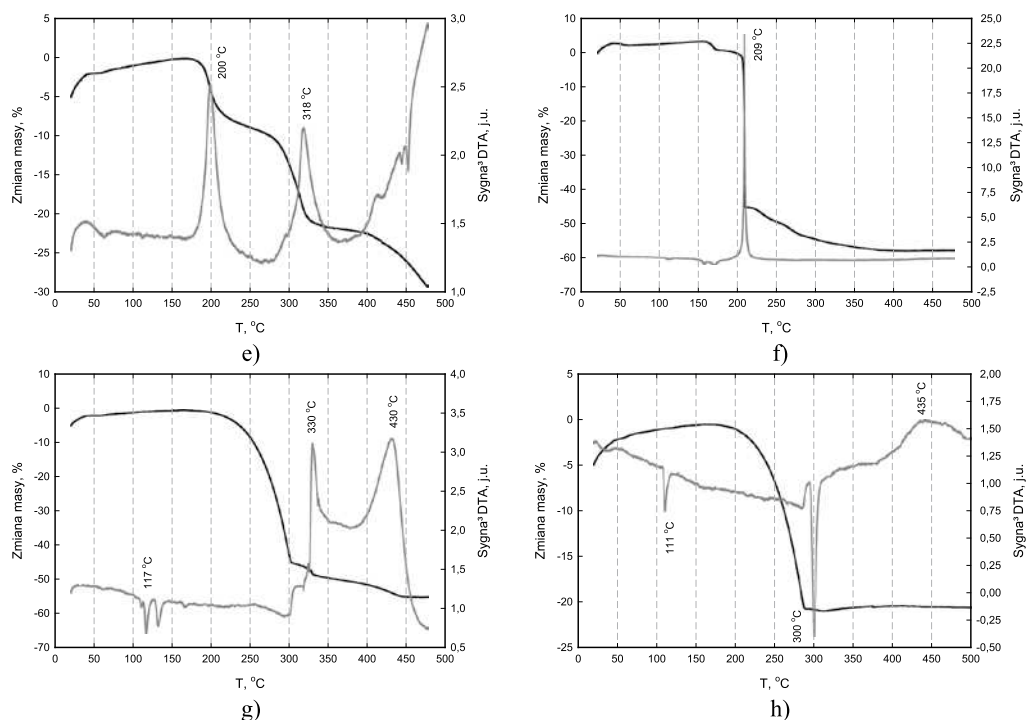 5
0
-5
-10
-15
-20
-25
-30
Zmiana masy, %
200 °C
318 °C
3,0
2,5
2,0
1,5
1,0
Sygna³ DTA, j.u.
0 50 100 150 200 250 300 350 400 450 500
T, °C
e)
10
0
-10
-20
-30
-40
-50
-60
-70
Zmiana masy, %
209 °C
25,0
22,5
20,0
17,5
15,0
12,5
10,0
7,5
5,0
2,5
0,0
-2,5
Sygna³ DTA, j.u.
0 50 100 150 200 250 300 350 400 450 500
T, °C
f)
10
0
-10
-20
-30
-40
-50
-60
-70
Zmiana masy, %
117 °C
330 °C
430 °C
4,0
3,5
3,0
2,5
2,0
1,5
1,0
0,5
Sygna³ DTA, j.u.
0 50 100 150 200 250 300 350 400 450 500
T, °C
g)
5
0
-5
-10
-15
-20
-25
Zmiana masy, %
111 °C
300 °C
435 °C
2,00
1,75
1,50
1,25
1,00
0,75
0,50
0,25
0,00
-0,25
-0,50
Sygna³ DTA, j.u.
0 50 100 150 200 250 300 350 400 450 500
T, °C
h)